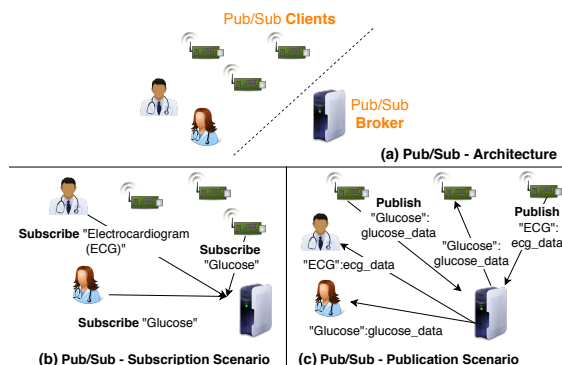 Pub/Sub Clients
Pub/Sub
Broker
(a) Pub/Sub - Architecture
Subscribe "Electrocardiogram
(ECG)"
Subscribe
"Glucose"
Subscribe "Glucose"
(b) Pub/Sub - Subscription Scenario
Publish
"Glucose":
glucose_data
Publish
"ECG":
ecg_data
"Glucose":
glucose_data
"ECG":ecg_data
"Glucose":glucose_data
(c) Pub/Sub - Publication Scenario